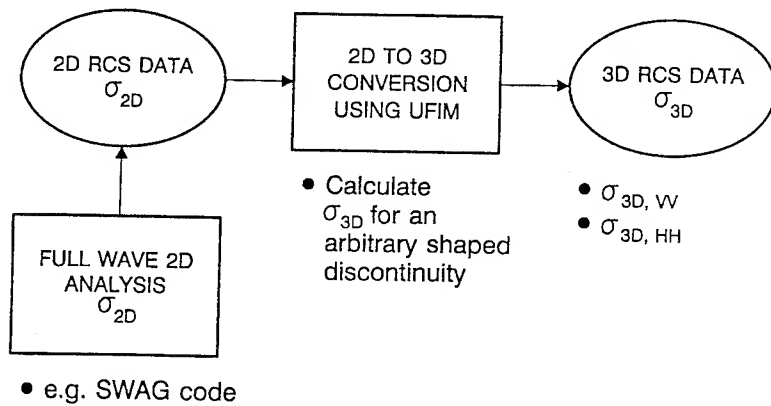 2D RCS DATA
σ2D
2D TO 3D
CONVERSION
USING UFIM
3D RCS DATA
σ3D
• Calculate
σ3D for an
arbitrary shaped
discontinuity
• σ3D, VV
• σ3D, HH
FULL WAVE 2D
ANALYSIS
σ2D
• e.g. SWAG code